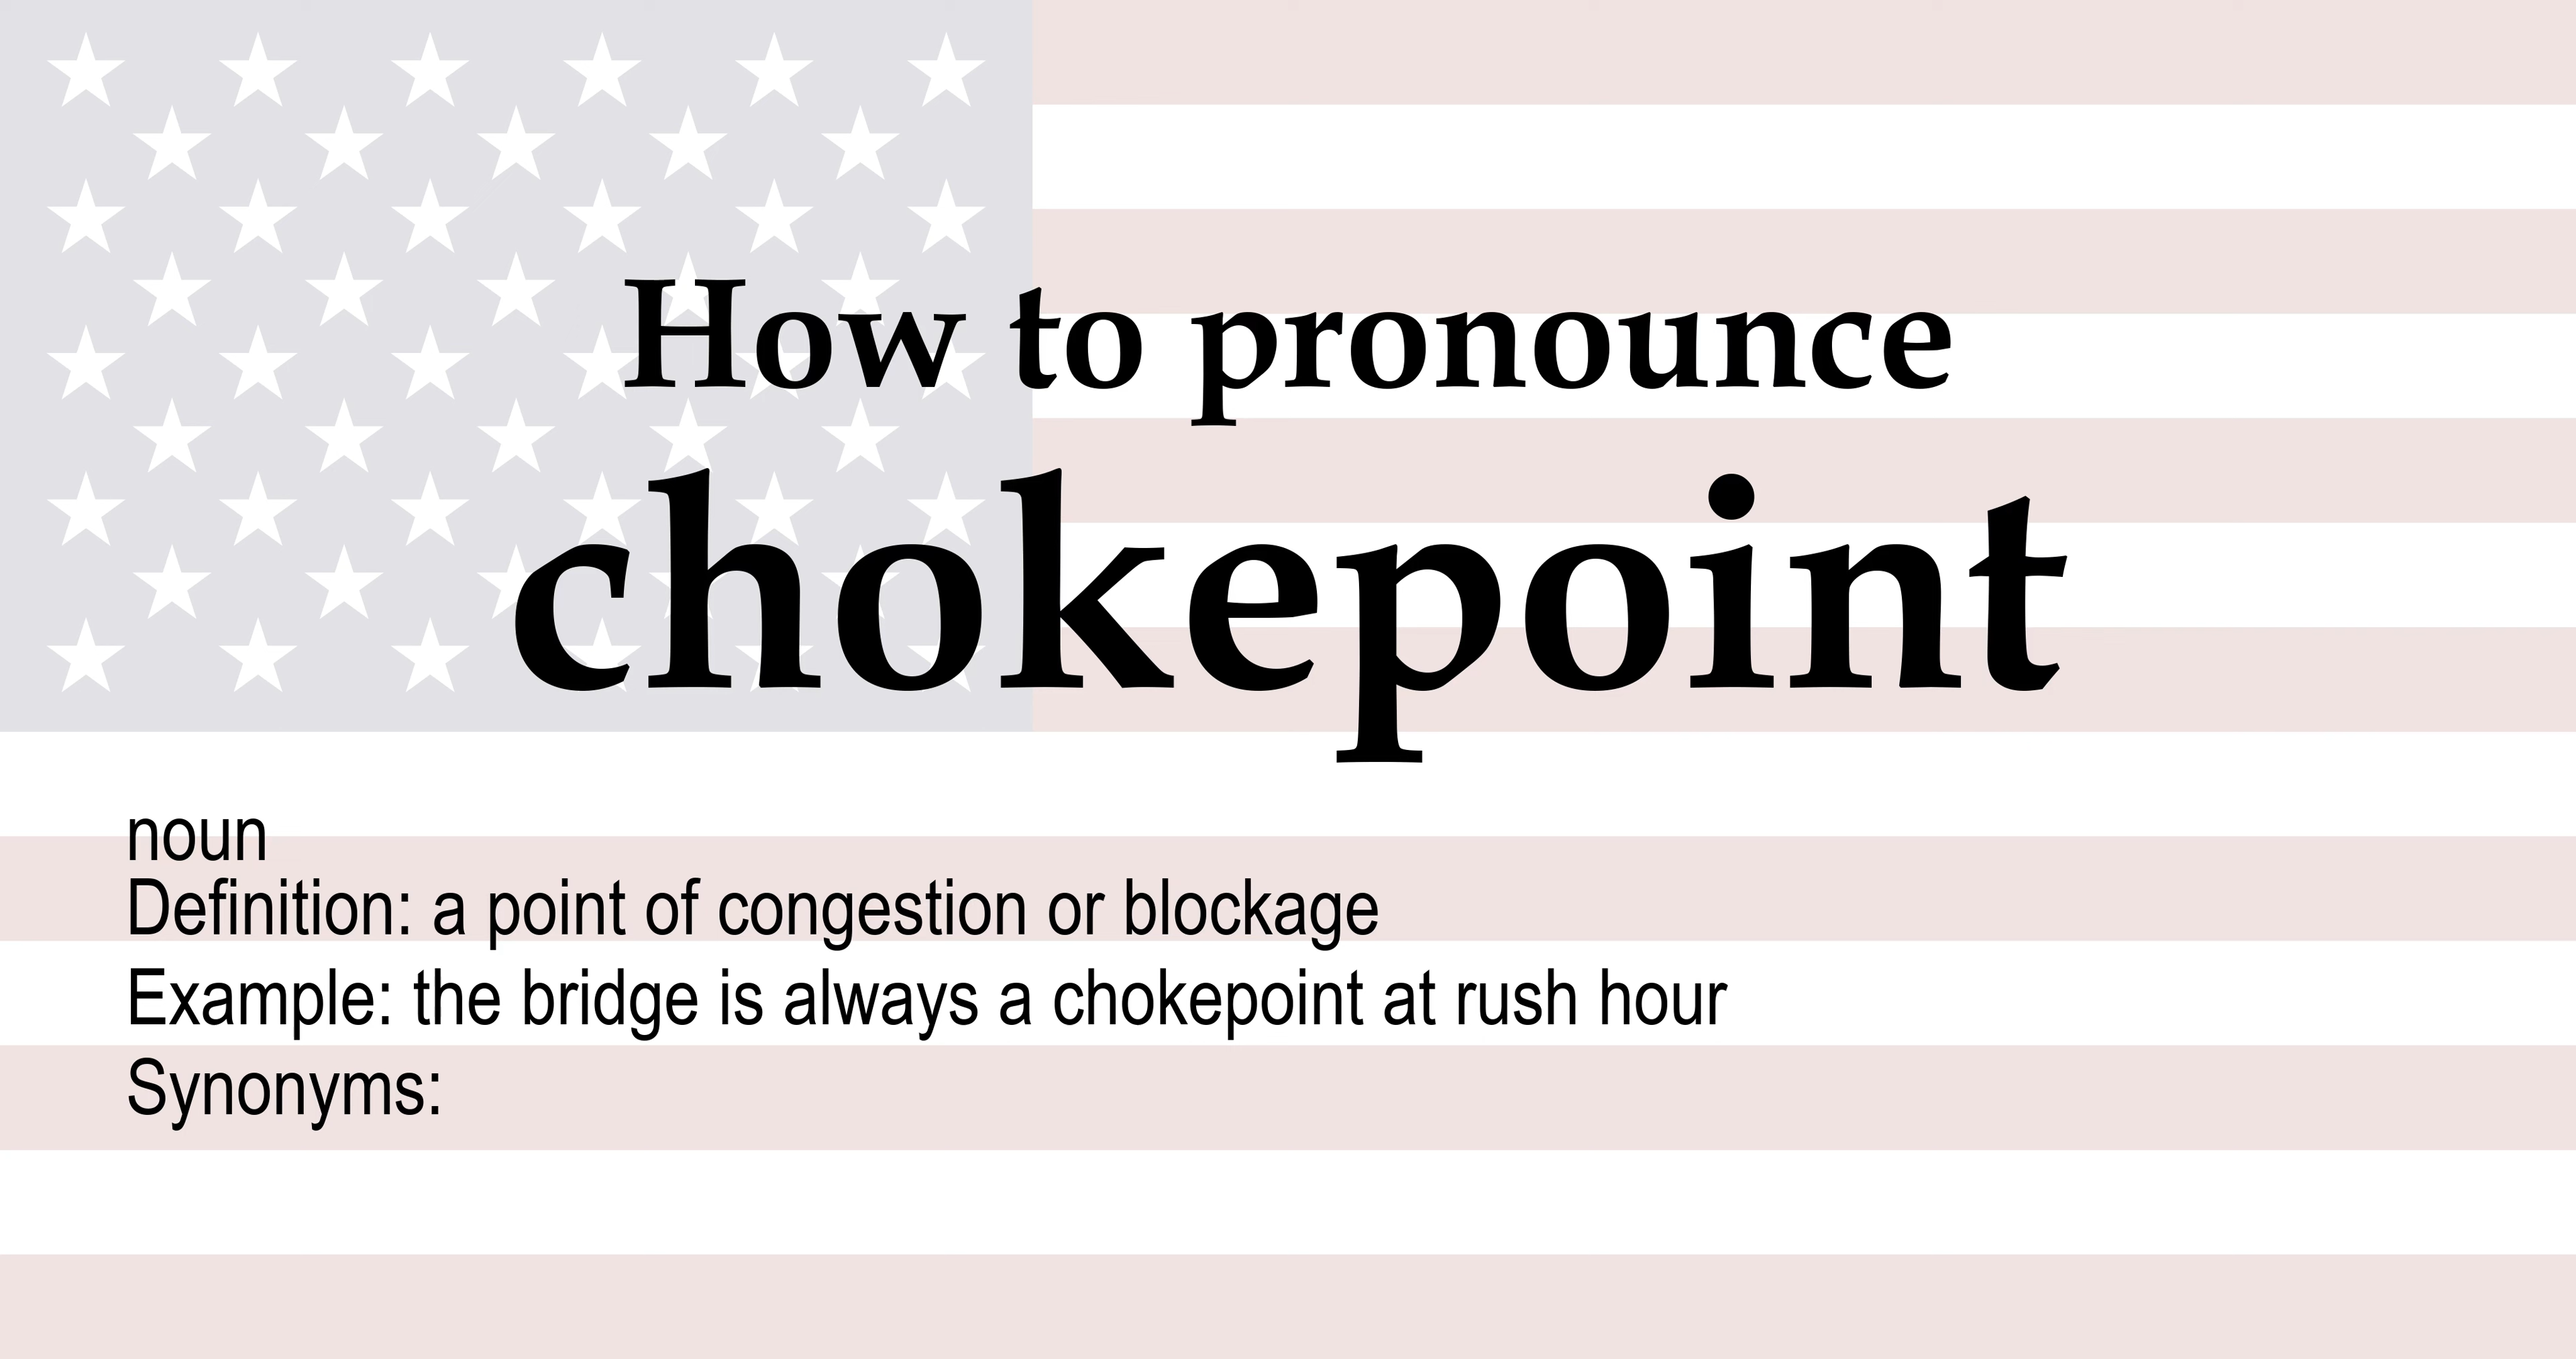 How to pronounce
chokepoint
noun
Definition: a point of congestion or blockage
Example: the bridge is always a chokepoint at rush hour
Synonyms: